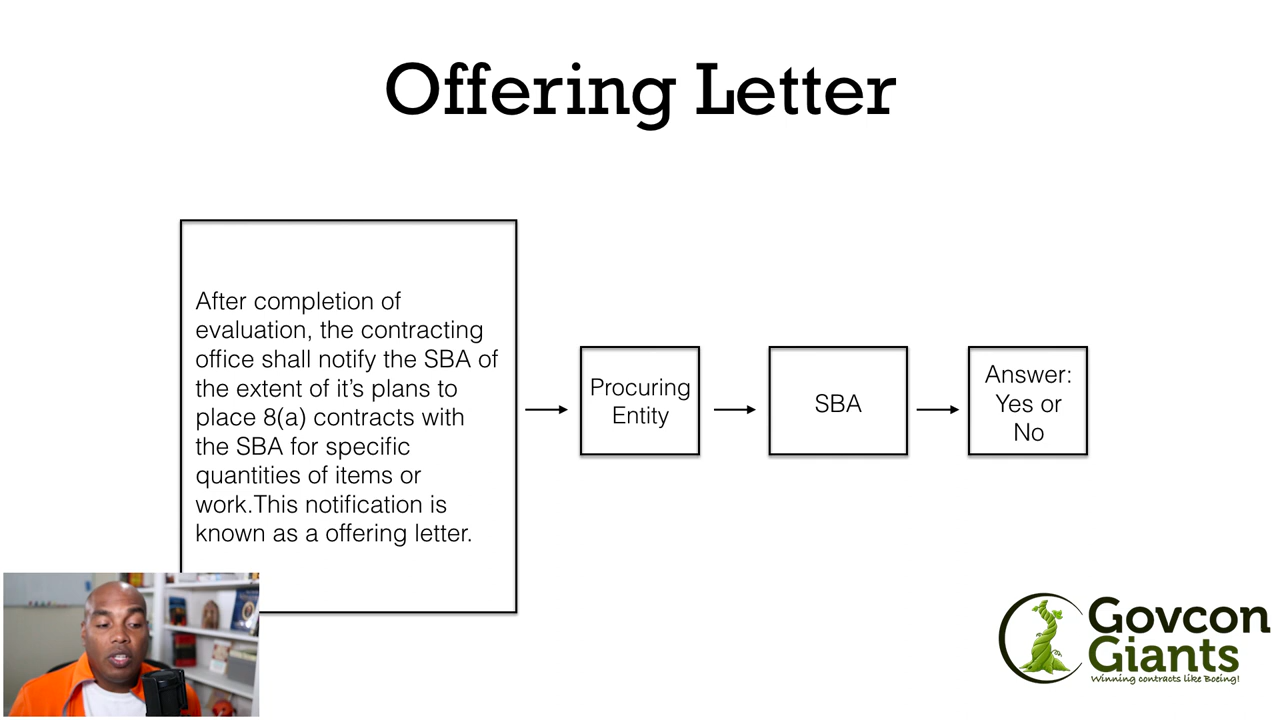 Offering Letter
After completion of
evaluation, the contracting
office shall notify the SBA of
the extent of it’s plans to
place 8(a) contracts with
the SBA for specific
quantities of items or
work.This notification is
known as a offering letter.
Procuring
Entity
SBA
Answer:
Yes or
No
Govcon
Giants
Winning contracts like Boeing!